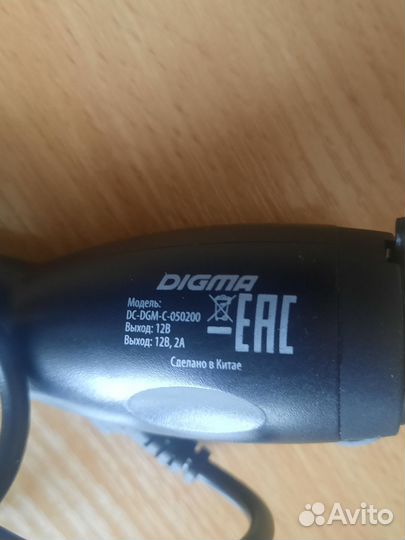 DIGMA
Модель:
DC-DGM-C-050200
Выход: 12В
Выход: 12В, 2А
EAC
Сделано в Китае
Avito